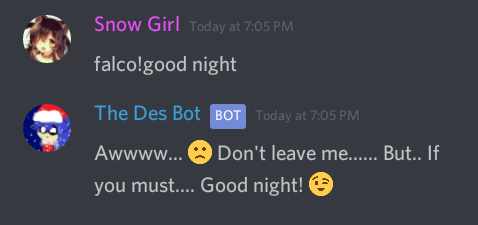 Snow Girl Today at 7:05 PM
falco!good night
The Des Bot BOT Today at 7:05 PM
Awwww... 🙁 Don't leave me...... But.. If
you must.... Good night! 😉